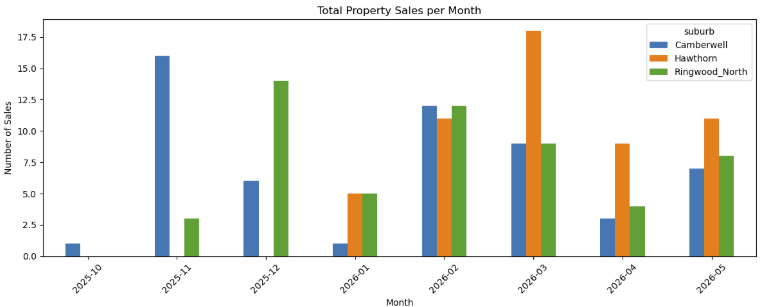 Total Property Sales per Month
suburb
Camberwell
Hawthorn
Ringwood_North
Number of Sales
17.5
15.0
12.5
10.0
7.5
5.0
2.5
0.0
2025-10
2025-11
2025-12
2026-01
2026-02
2026-03
2026-04
2026-05
Month